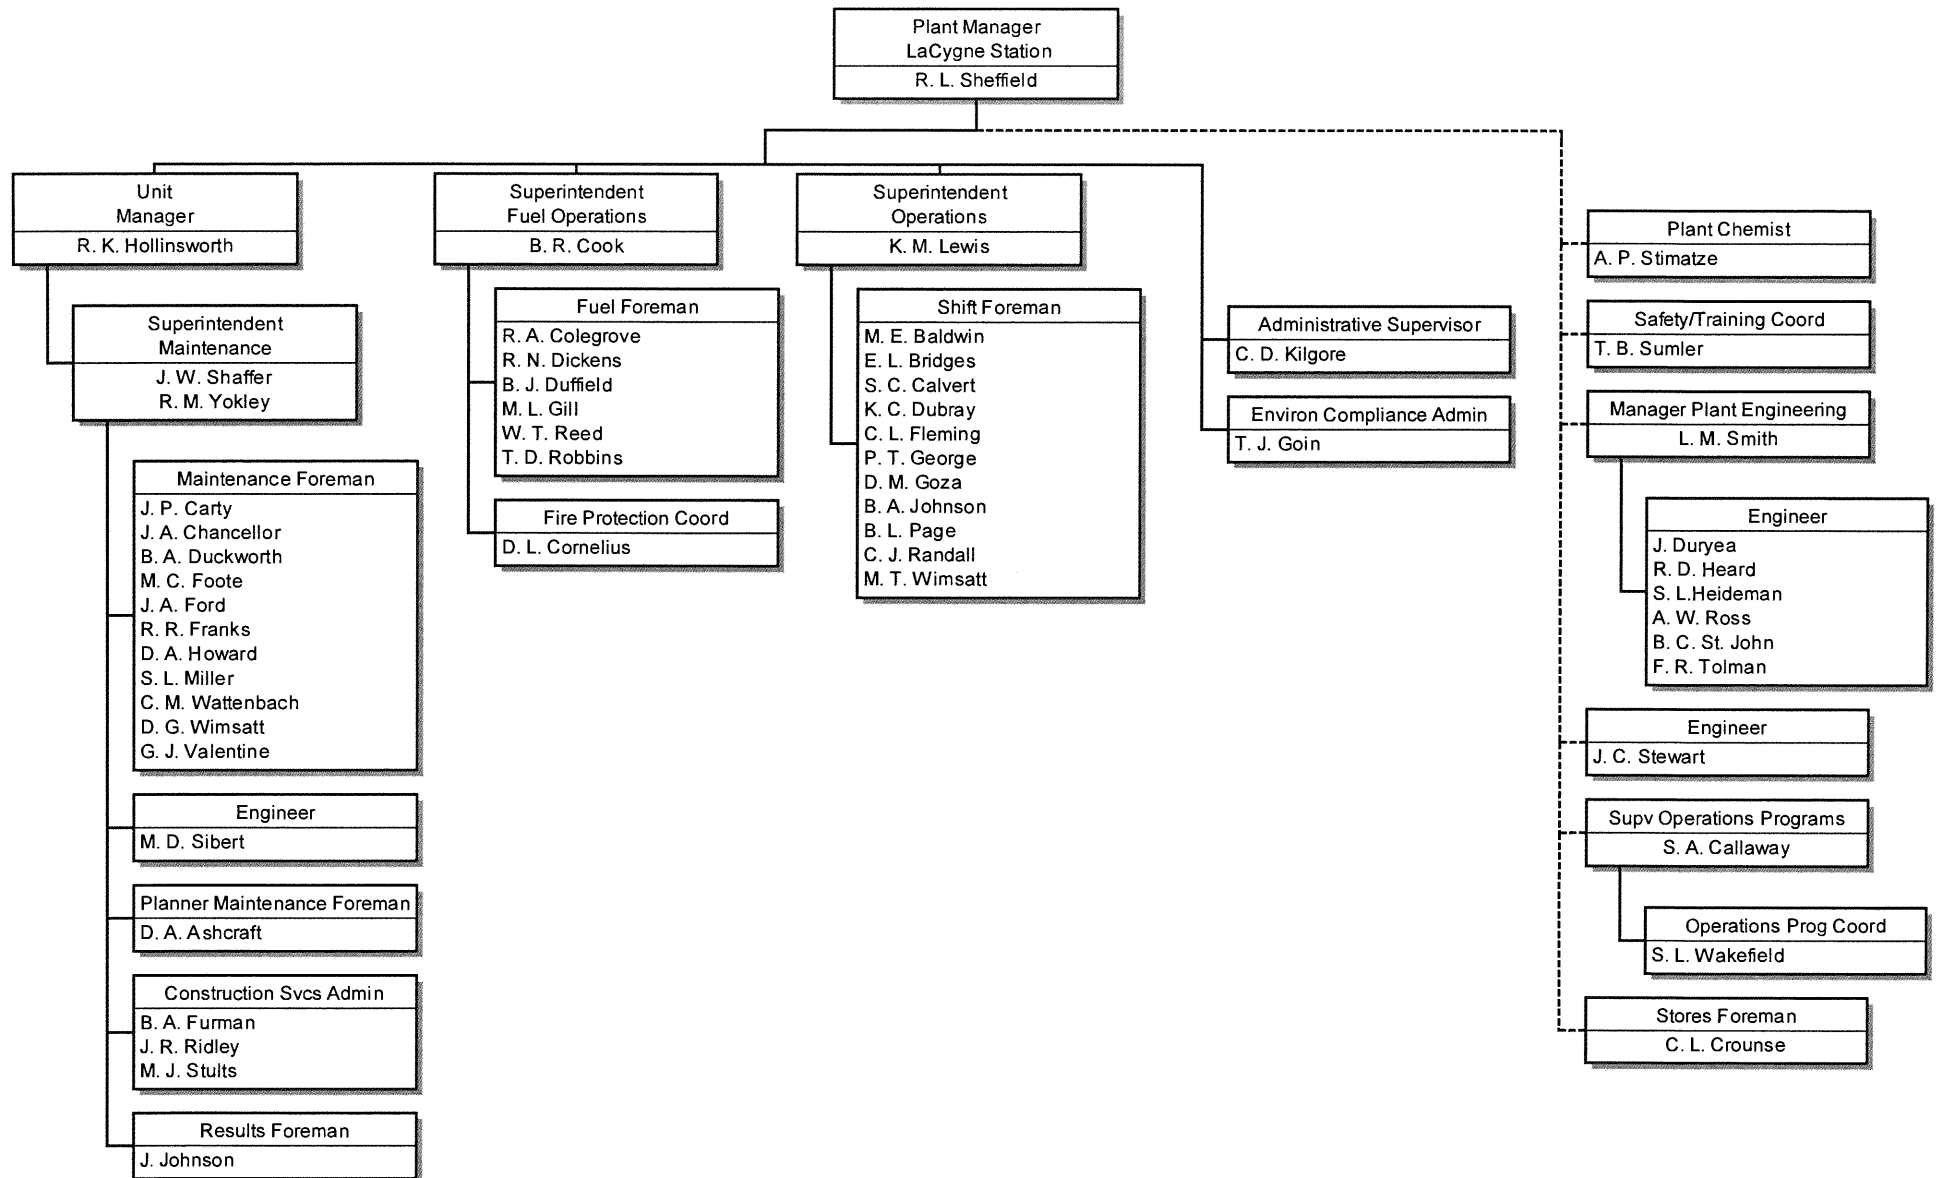 Plant Manager
LaCygne Station
R. L. Sheffield
Unit
Manager
R. K. Hollinsworth
Superintendent
Maintenance
J. W. Shaffer
R. M. Yokley
Maintenance Foreman
J. P. Carty
J. A. Chancellor
B. A. Duckworth
M. C. Foote
J. A. Ford
R. R. Franks
D. A. Howard
S. L. Miller
C. M. Wattenbach
D. G. Wimsatt
G. J. Valentine
Engineer
M. D. Sibert
Planner Maintenance Foreman
D. A. Ashcraft
Construction Svcs Admin
B. A. Furman
J. R. Ridley
M. J. Stults
Results Foreman
J. Johnson
Superintendent
Fuel Operations
B. R. Cook
Fuel Foreman
R. A. Colegrove
R. N. Dickens
B. J. Duffield
M. L. Gill
W. T. Reed
T. D. Robbins
Fire Protection Coord
D. L. Cornelius
Superintendent
Operations
K. M. Lewis
Shift Foreman
M. E. Baldwin
E. L. Bridges
S. C. Calvert
K. C. Dubray
C. L. Fleming
P. T. George
D. M. Goza
B. A. Johnson
B. L. Page
C. J. Randall
M. T. Wimsatt
Administrative Supervisor
C. D. Kilgore
Environ Compliance Admin
T. J. Goin
Plant Chemist
A. P. Stimatze
Safety/Training Coord
T. B. Sumler
Manager Plant Engineering
L. M. Smith
Engineer
J. Duryea
R. D. Heard
S. L.Heideman
A. W. Ross
B. C. St. John
F. R. Tolman
Engineer
J. C. Stewart
Supv Operations Programs
S. A. Callaway
Operations Prog Coord
S. L. Wakefield
Stores Foreman
C. L. Crounse